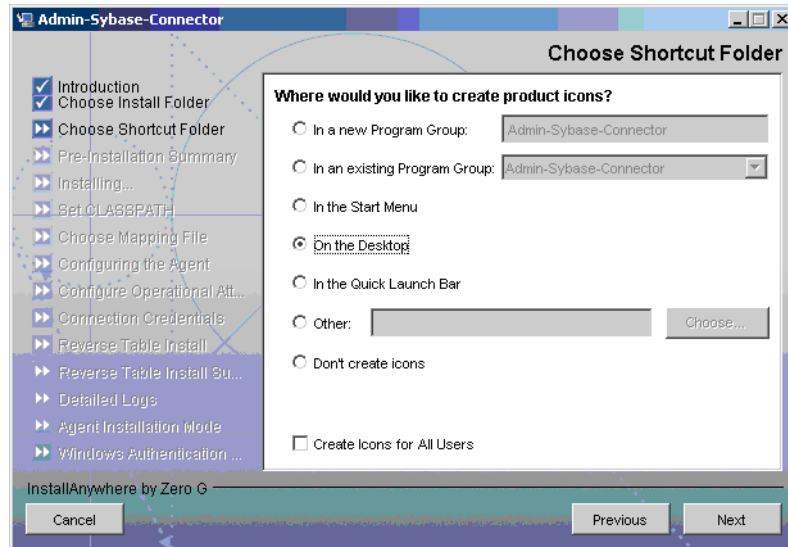 Admin-Sybase-Connector
Choose Shortcut Folder
Introduction
Choose Install Folder
Choose Shortcut Folder
Pre-Installation Summary
Installing...
Set CLASSPATH
Choose Mapping File
Configuring the Agent
Configure Operational Att...
Connection Credentials
Reverse Table Install
Reverse Table Install Su...
Detailed Logs
Agent Installation Mode
Windows Authentication ...
Where would you like to create product icons?
In a new Program Group: Admin-Sybase-Connector
In an existing Program Group: Admin-Sybase-Connector
In the Start Menu
On the Desktop
In the Quick Launch Bar
Other: Choose...
Don't create icons
Create Icons for All Users
InstallAnywhere by Zero G
Cancel Previous Next